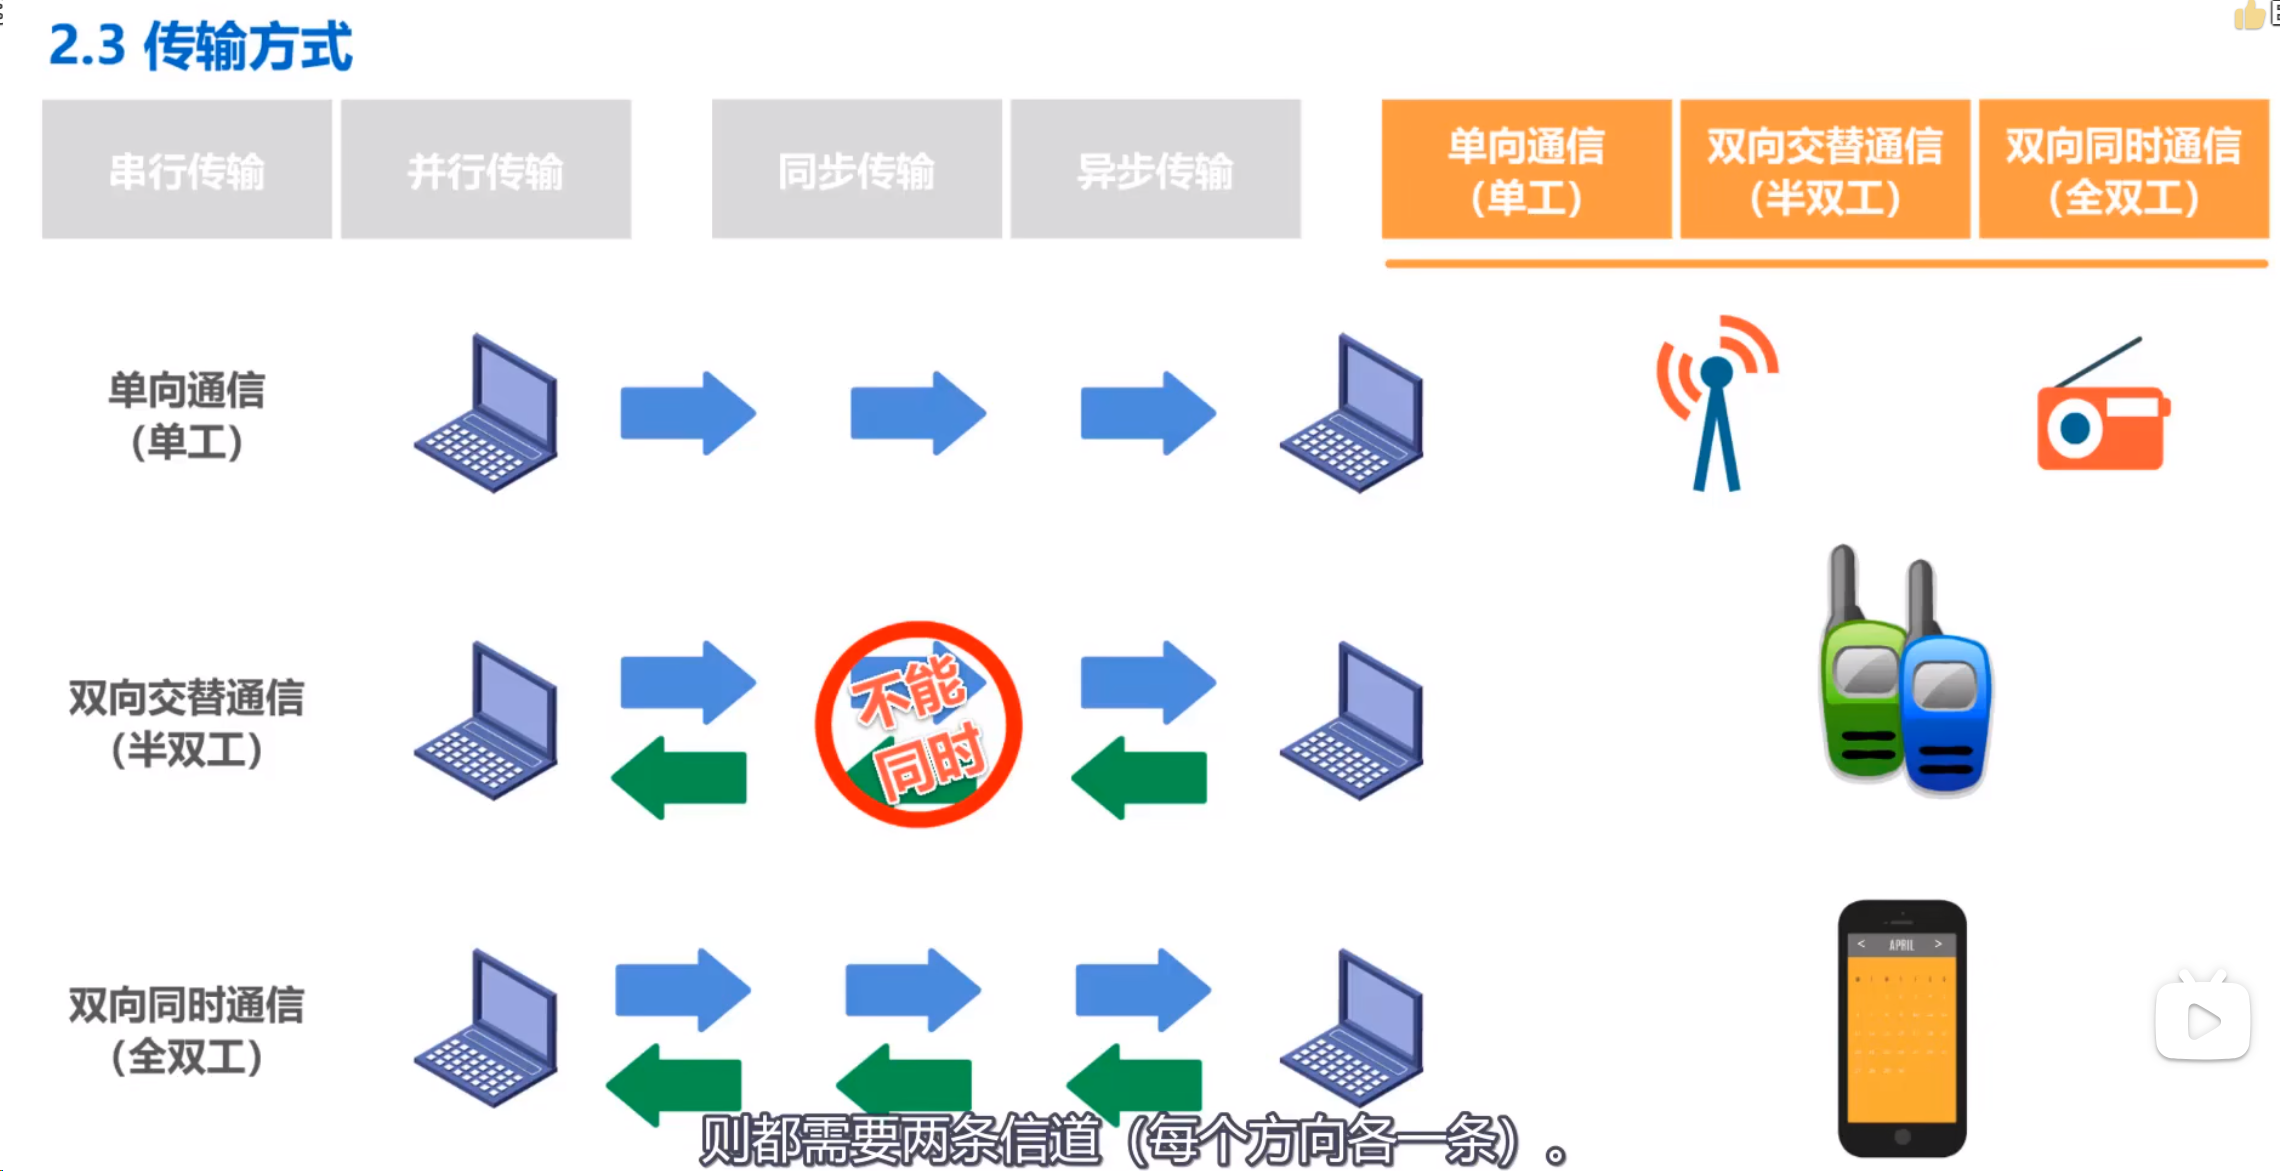 2.3 传输方式
串行传输
并行传输
同步传输
异步传输
单向通信
（单工）
双向交替通信
（半双工）
双向同时通信
（全双工）
单向通信
（单工）
双向交替通信
（半双工）
不能
同时
双向同时通信
（全双工）
< APRIL >
则都需要两条信道（每个方向各一条）。